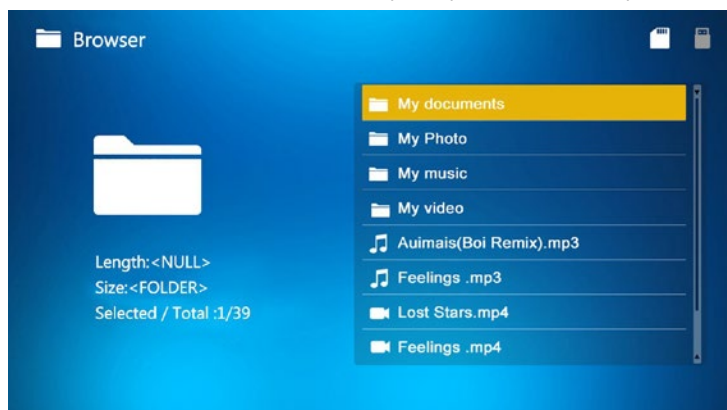 Browser
My documents
My Photo
My music
My video
Auimais(Boi Remix).mp3
Feelings .mp3
Lost Stars.mp4
Feelings .mp4
Length:<NULL>
Size:<FOLDER>
Selected / Total :1/39